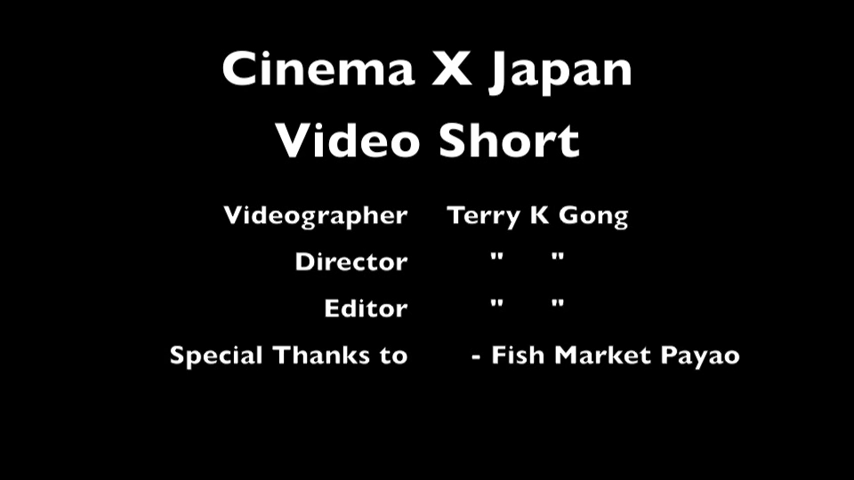 Cinema X Japan
Video Short
Videographer Terry K Gong
Director " "
Editor " "
Special Thanks to - Fish Market Payao